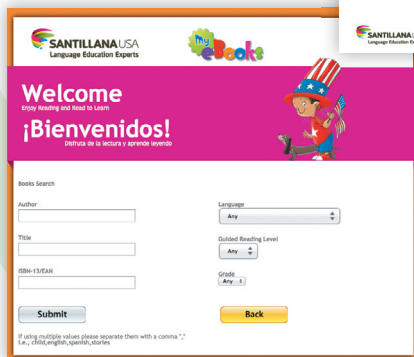 SANTILLANA USA
Language Education Experts
my
eBooks
SANTILLANA US
Language Education Ex
Welcome
Enjoy Reading and Read to Learn
¡Bienvenidos!
Disfruta de la lectura y aprende leyendo
Books Search
Author
Language
Any
Title
Guided Reading Level
Any
ISBN-13/EAN
Grade
Any
Submit
Back
If using multiple values please separate them with a comma ","
i.e., child,english,spanish,stories